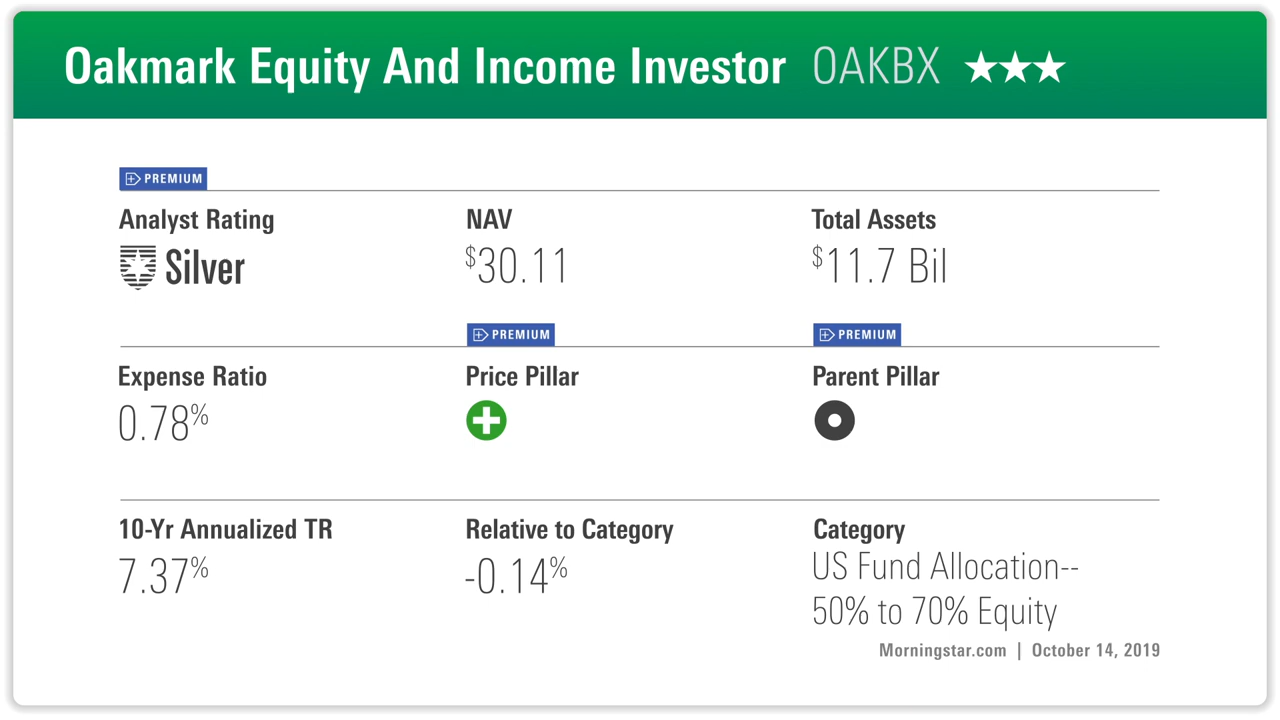 Oakmark Equity And Income Investor OAKBX
PREMIUM
Analyst Rating NAV Total Assets
Silver $30.11 $11.7 Bil
PREMIUM PREMIUM
Expense Ratio Price Pillar Parent Pillar
0.78%
10-Yr Annualized TR Relative to Category Category
7.37% -0.14% US Fund Allocation--
50% to 70% Equity
Morningstar.com | October 14, 2019